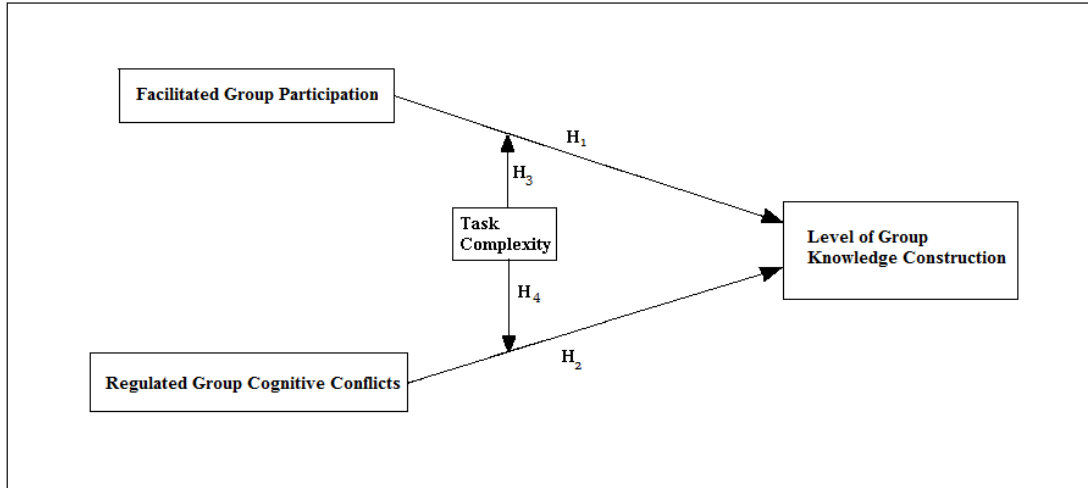 Facilitated Group Participation
H₁
H₃
Task
Complexity
Level of Group
Knowledge Construction
H₄
H₂
Regulated Group Cognitive Conflicts